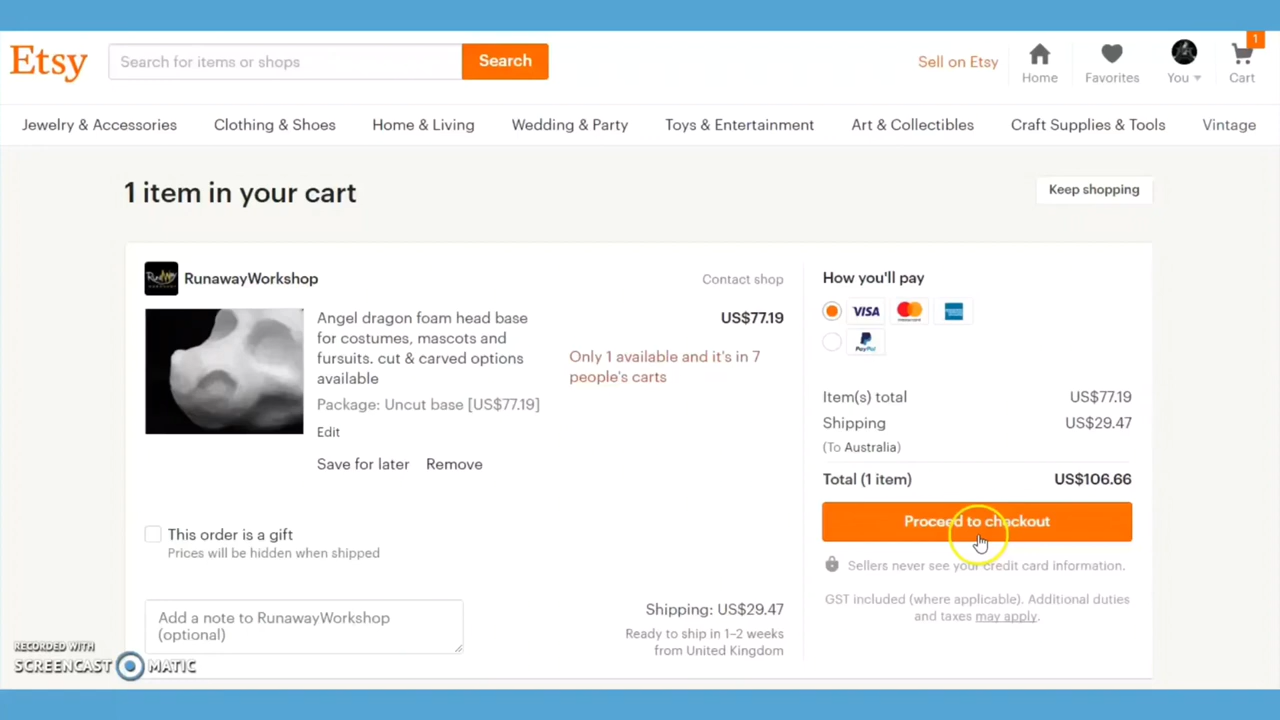 Etsy
Search for items or shops
Search
Sell on Etsy
Home
Favorites
You
1
Cart
Jewelry & Accessories
Clothing & Shoes
Home & Living
Wedding & Party
Toys & Entertainment
Art & Collectibles
Craft Supplies & Tools
Vintage
1 item in your cart
Keep shopping
RunawayWorkshop
Contact shop
Angel dragon foam head base
for costumes, mascots and
fursuits. cut & carved options
available
Package: Uncut base [US$77.19]
Edit
Save for later
Remove
US$77.19
Only 1 available and it's in 7
people's carts
This order is a gift
Prices will be hidden when shipped
Add a note to RunawayWorkshop
(optional)
Shipping: US$29.47
Ready to ship in 1–2 weeks
from United Kingdom
How you'll pay
VISA
PayPal
Item(s) total US$77.19
Shipping US$29.47
(To Australia)
Total (1 item) US$106.66
Proceed to checkout
Sellers never see your credit card information.
GST included (where applicable). Additional duties
and taxes may apply.
RECORDED WITH
SCREENCAST MATIC